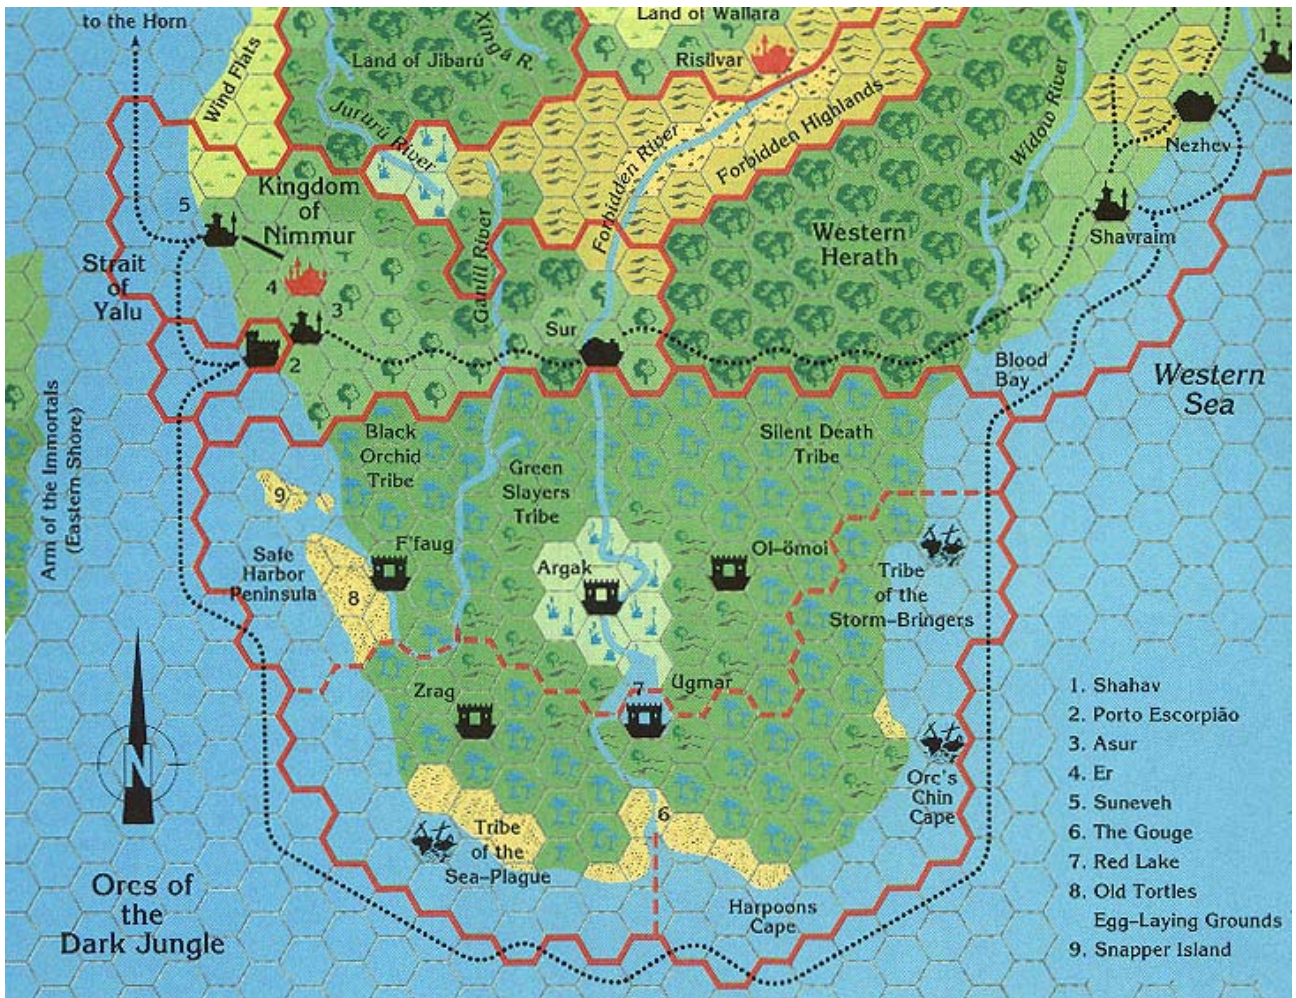 to the Horn
Land of Wallara
Xingá R.
Wind Flats
Land of Jibarú
Risilvar
1
Jururú River
Widow River
Forbidden River
Forbidden Highlands
Nezhev
Kingdom
of
Nimmur
5
Ganill River
Western
Herath
Shavraim
Strait
of
Yalu
4
3
Sur
2
Blood
Bay
Western
Sea
Arm of the Immortals
(Eastern Shore)
Black
Orchid
Tribe
Green
Slayers
Tribe
Silent Death
Tribe
9
F'faug
Safe
Harbor
Peninsula
8
Argak
Ol-ömoi
Tribe
of the
Storm-Bringers
Zrag
7
Ugmar
N
Orc's
Chin
Cape
6
Tribe
of the
Sea-Plague
Harpoons
Cape
Orcs of
the
Dark Jungle
1. Shahav
2. Porto Escorpião
3. Asur
4. Er
5. Suneveh
6. The Gouge
7. Red Lake
8. Old Tortles
Egg-Laying Grounds
9. Snapper Island